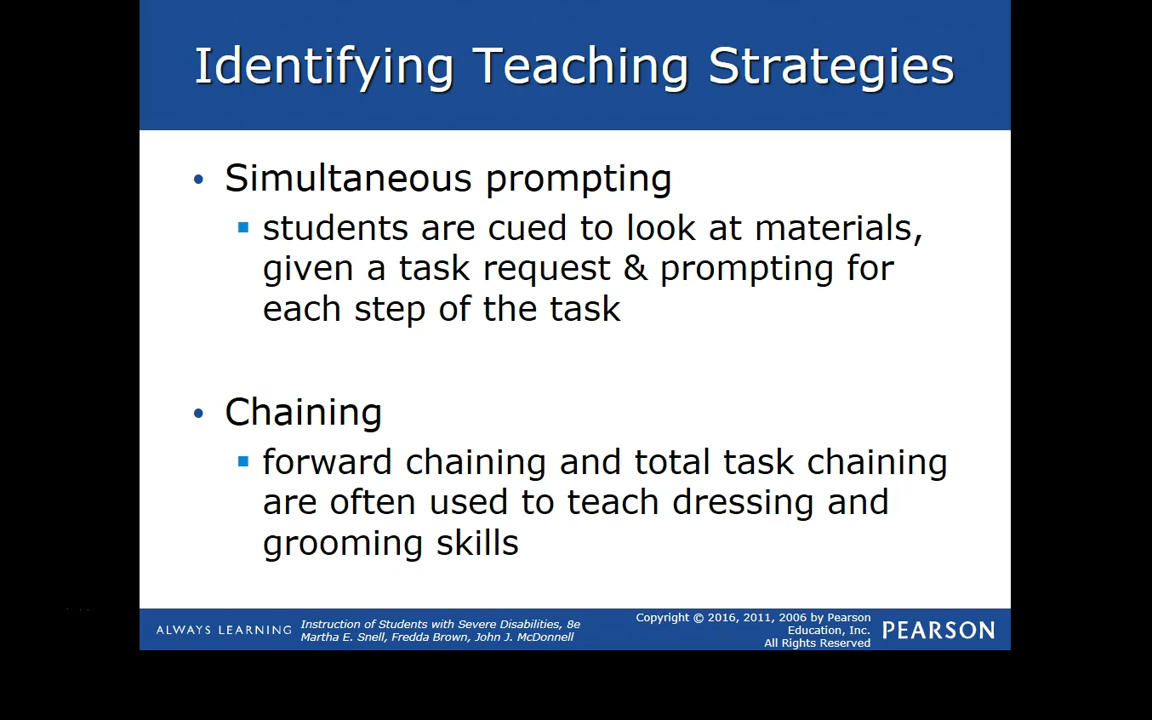 Identifying Teaching Strategies
• Simultaneous prompting
▪ students are cued to look at materials,
given a task request & prompting for
each step of the task
• Chaining
▪ forward chaining and total task chaining
are often used to teach dressing and
grooming skills
ALWAYS LEARNING
Instruction of Students with Severe Disabilities, 8e
Martha E. Snell, Fredda Brown, John J. McDonnell
Copyright © 2016, 2011, 2006 by Pearson
Education, Inc.
All Rights Reserved
PEARSON